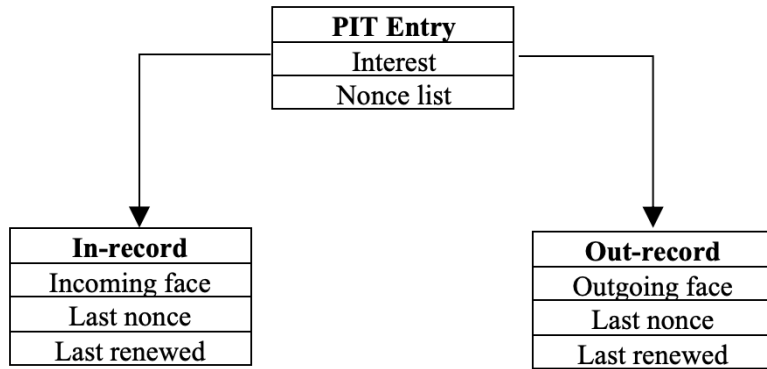 PIT Entry
Interest
Nonce list
In-record
Incoming face
Last nonce
Last renewed
Out-record
Outgoing face
Last nonce
Last renewed